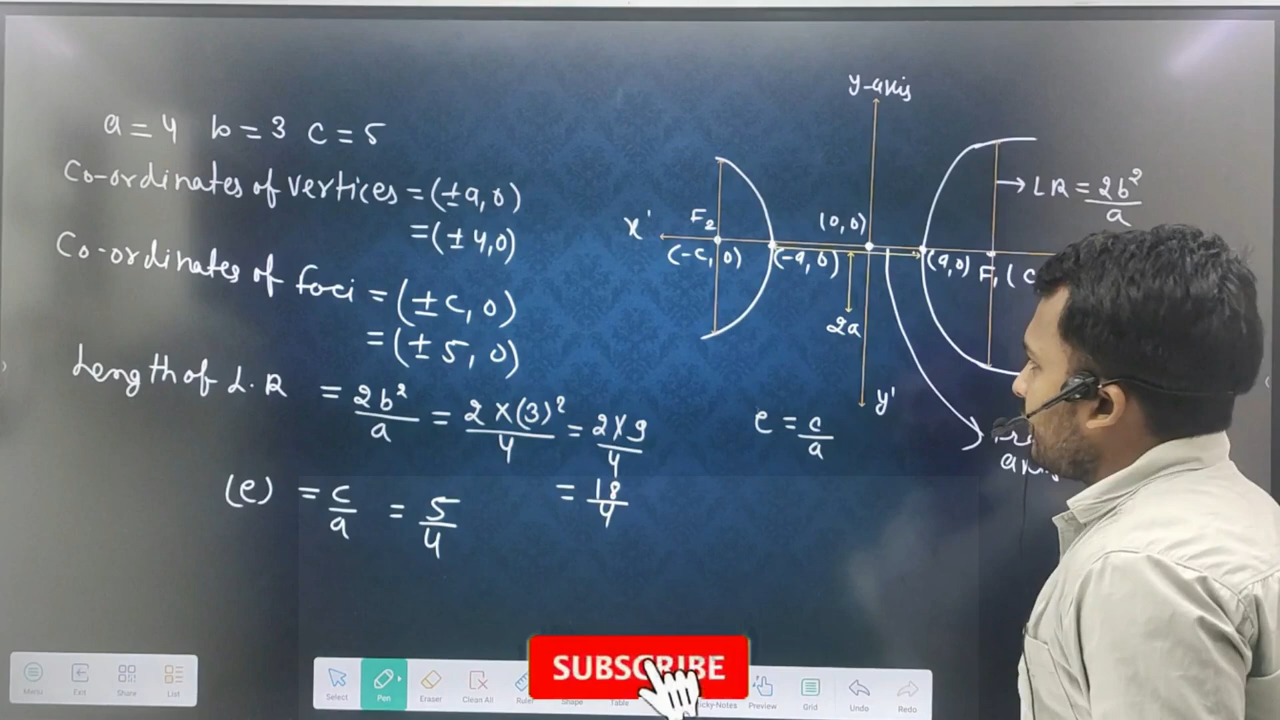 a = 4 b = 3 c = 5
Co-ordinates of vertices = (±a, 0)
= (± 4, 0)
Co-ordinates of foci = (± c, 0)
= (± 5, 0)
Length of L.R = 2b²/a = 2 × (3)²/4 = 2 × 9/4
= 18/4
(e) = c/a = 5/4
e = c/a
y-axis
LR = 2b²/a
x' F₂ (0, 0)
(-c, 0) (-a, 0) (a, 0) F₁ ( c
2a
y'
SUBSCRIBE
Menu Exit Share List
Select Pen Eraser Clean All Ruler Shape Table Sticky-Notes Preview Grid Undo Redo